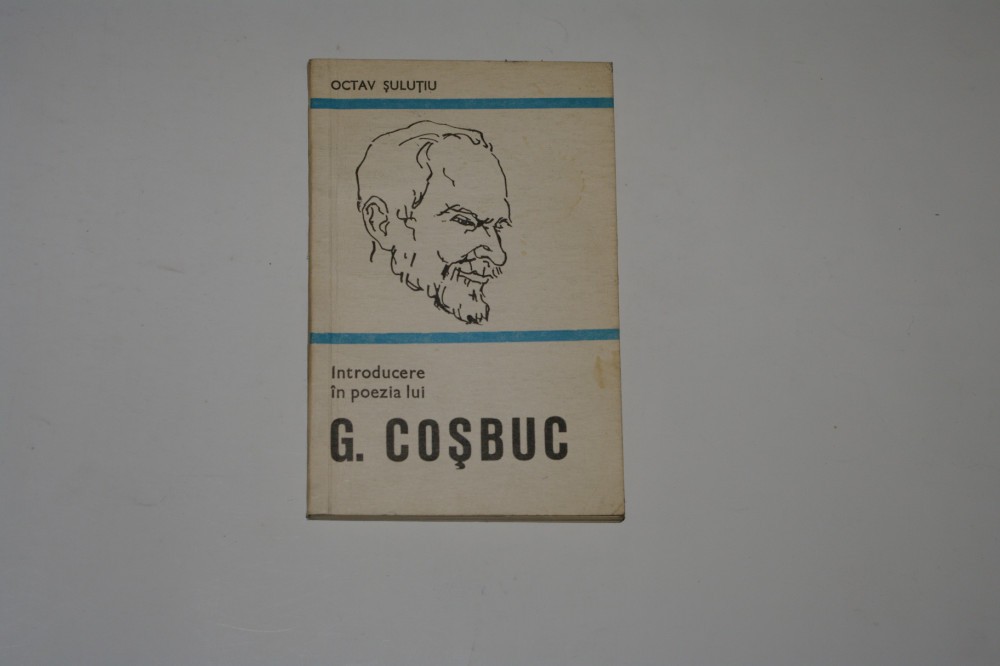 OCTAV ŞULUŢIU
Introducere
în poezia lui
G. COŞBUC